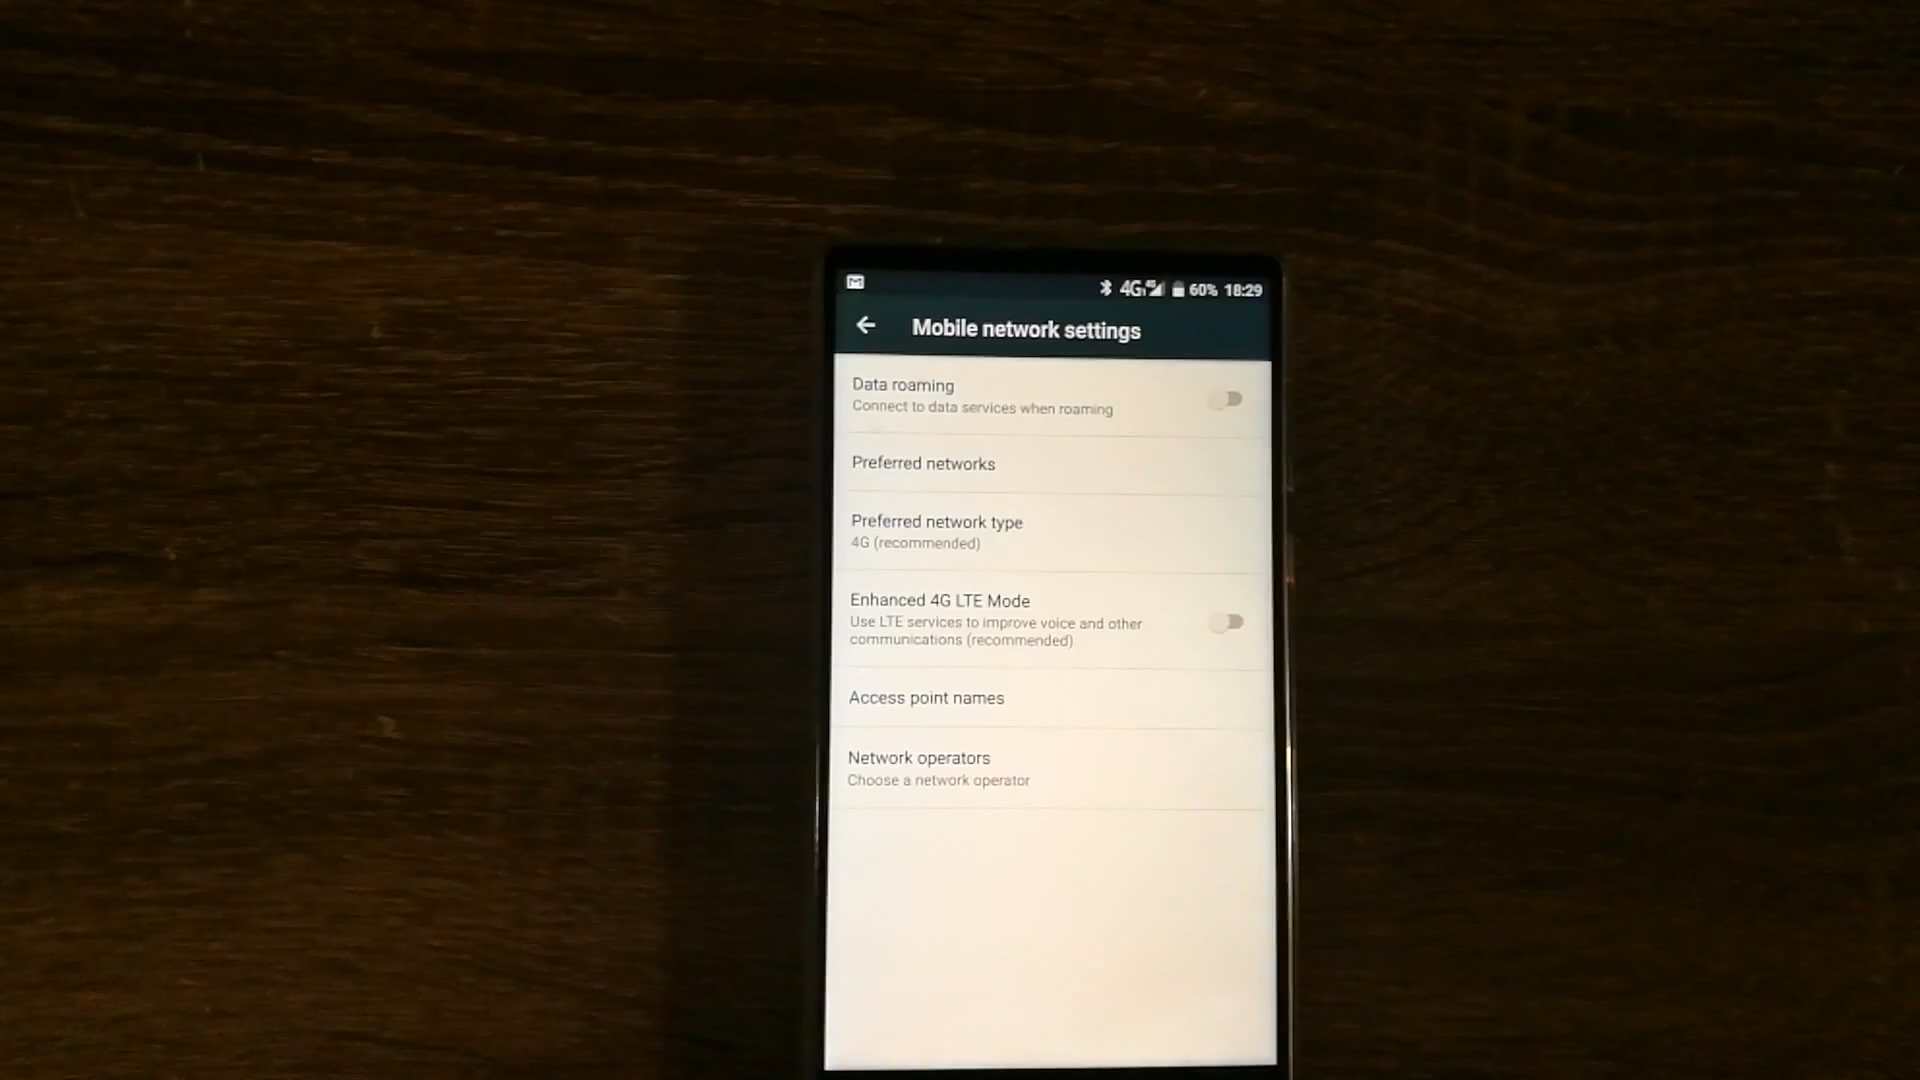 4G 60% 18:29
Mobile network settings
Data roaming
Connect to data services when roaming
Preferred networks
Preferred network type
4G (recommended)
Enhanced 4G LTE Mode
Use LTE services to improve voice and other
communications (recommended)
Access point names
Network operators
Choose a network operator